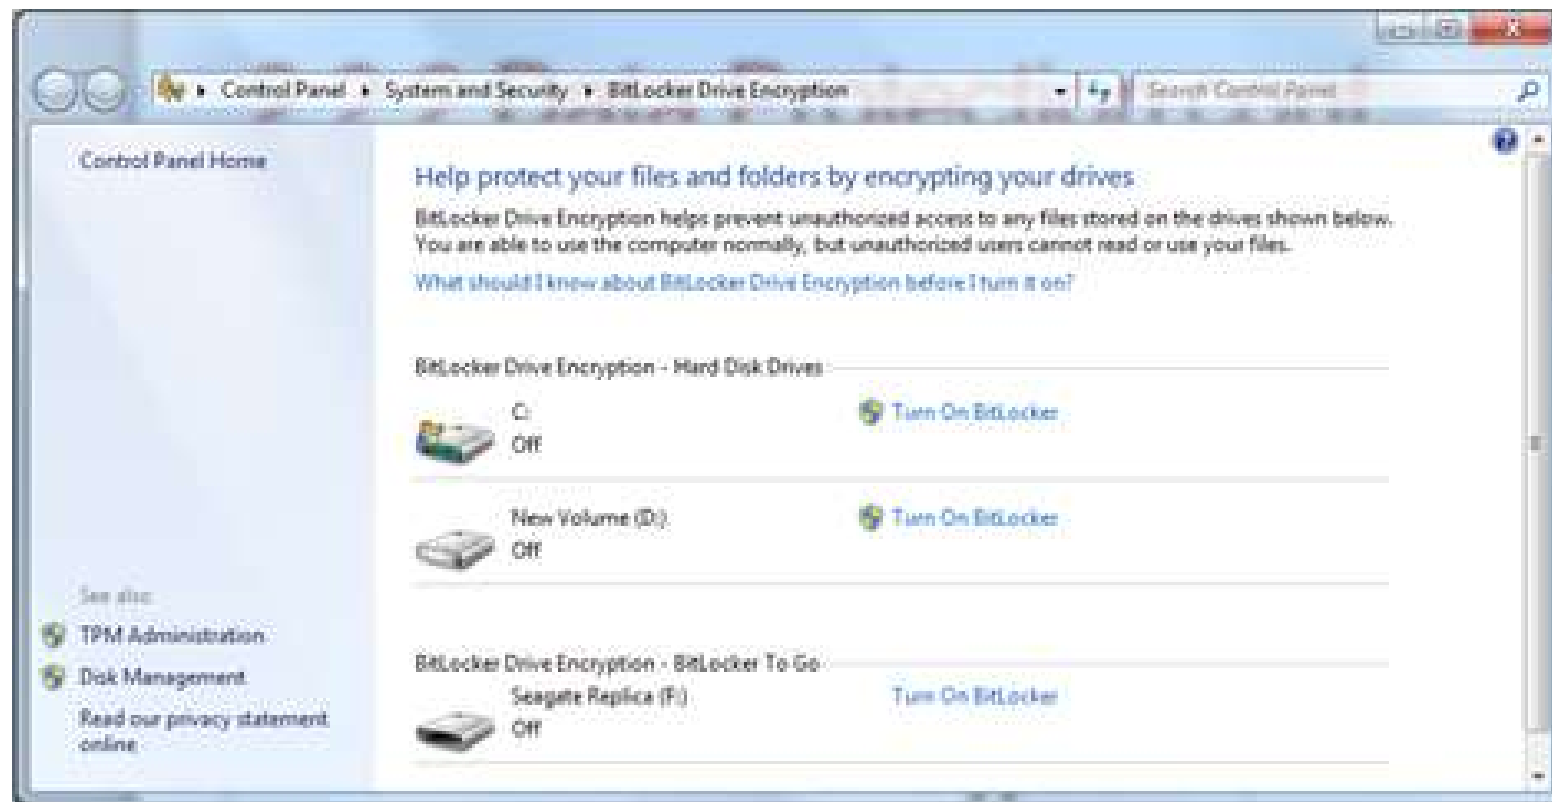 Control Panel ▸ System and Security ▸ BitLocker Drive Encryption
Search Control Panel
Control Panel Home
Help protect your files and folders by encrypting your drives
BitLocker Drive Encryption helps prevent unauthorized access to any files stored on the drives shown below.
You are able to use the computer normally, but unauthorized users cannot read or use your files.
What should I know about BitLocker Drive Encryption before I turn it on?
BitLocker Drive Encryption - Hard Disk Drives
C:
Turn On BitLocker
Off
New Volume (D:)
Turn On BitLocker
Off
BitLocker Drive Encryption - BitLocker To Go
Seagate Replica (F:)
Turn On BitLocker
Off
See also
TPM Administration
Disk Management
Read our privacy statement
online